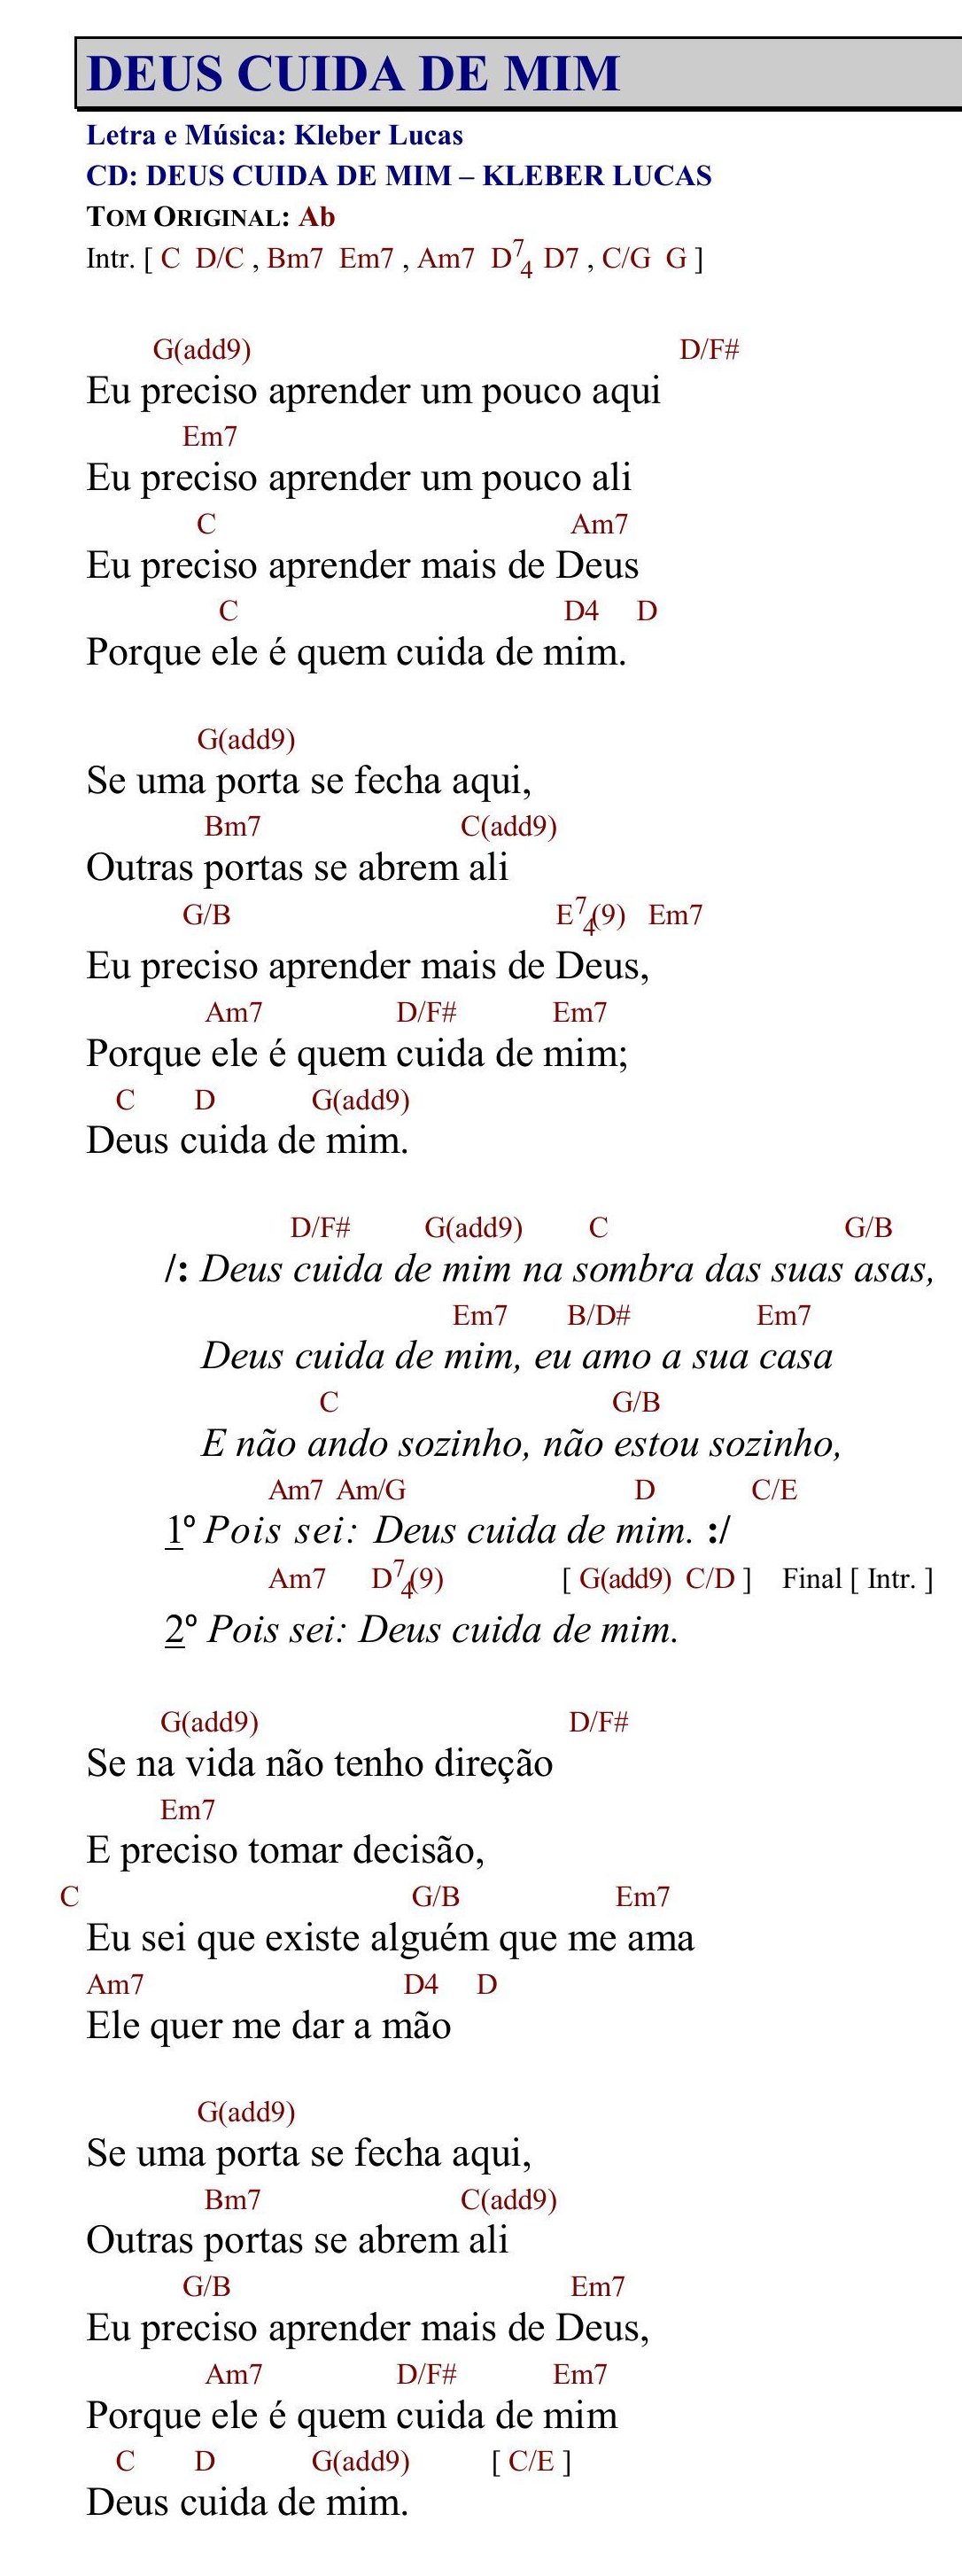 DEUS CUIDA DE MIM
Letra e Música: Kleber Lucas
CD: DEUS CUIDA DE MIM – KLEBER LUCAS
TOM ORIGINAL: Ab
Intr. [ C D/C , Bm7 Em7 , Am7 D7/4 D7 , C/G G ]
G(add9) D/F#
Eu preciso aprender um pouco aqui
Em7
Eu preciso aprender um pouco ali
C Am7
Eu preciso aprender mais de Deus
C D4 D
Porque ele é quem cuida de mim.
G(add9)
Se uma porta se fecha aqui,
Bm7 C(add9)
Outras portas se abrem ali
G/B E7/4(9) Em7
Eu preciso aprender mais de Deus,
Am7 D/F# Em7
Porque ele é quem cuida de mim;
C D G(add9)
Deus cuida de mim.
D/F# G(add9) C G/B
/: Deus cuida de mim na sombra das suas asas,
Em7 B/D# Em7
Deus cuida de mim, eu amo a sua casa
C G/B
E não ando sozinho, não estou sozinho,
Am7 Am/G D C/E
1º Pois sei: Deus cuida de mim. :/
Am7 D7/4(9) [ G(add9) C/D ] Final [ Intr. ]
2º Pois sei: Deus cuida de mim.
G(add9) D/F#
Se na vida não tenho direção
Em7
E preciso tomar decisão,
C G/B Em7
Eu sei que existe alguém que me ama
Am7 D4 D
Ele quer me dar a mão
G(add9)
Se uma porta se fecha aqui,
Bm7 C(add9)
Outras portas se abrem ali
G/B Em7
Eu preciso aprender mais de Deus,
Am7 D/F# Em7
Porque ele é quem cuida de mim
C D G(add9) [ C/E ]
Deus cuida de mim.